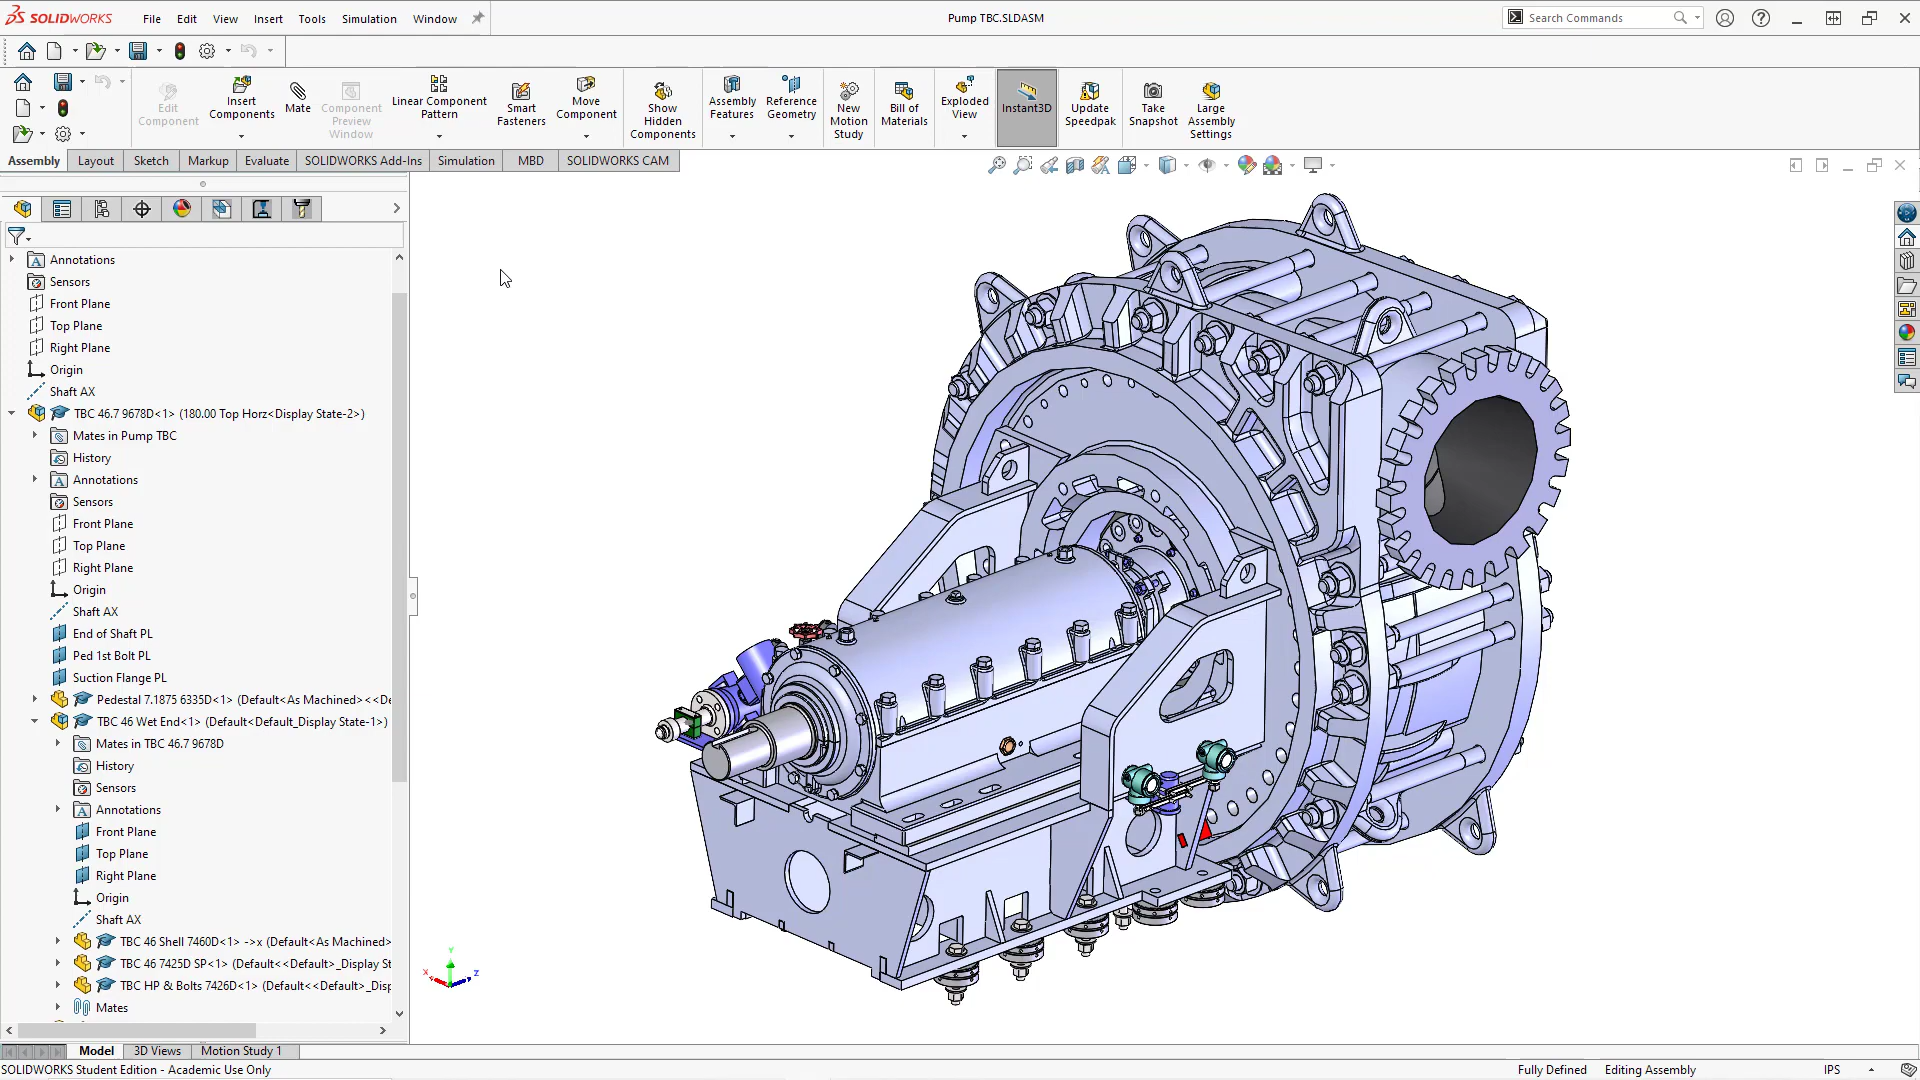 SOLIDWORKS File Edit View Insert Tools Simulation Window Pump TBC.SLDASM Search Commands
Edit Component
Insert Components
Mate
Component Preview Window
Linear Component Pattern
Smart Fasteners
Move Component
Show Hidden Components
Assembly Features
Reference Geometry
New Motion Study
Bill of Materials
Exploded View
Instant3D
Update Speedpak
Take Snapshot
Large Assembly Settings
Assembly Layout Sketch Markup Evaluate SOLIDWORKS Add-Ins Simulation MBD SOLIDWORKS CAM
Annotations
Sensors
Front Plane
Top Plane
Right Plane
Origin
Shaft AX
TBC 46.7 9678D<1> (180.00 Top Horz<Display State-2>)
Mates in Pump TBC
History
Annotations
Sensors
Front Plane
Top Plane
Right Plane
Origin
Shaft AX
End of Shaft PL
Ped 1st Bolt PL
Suction Flange PL
Pedestal 7.1875 6335D<1> (Default<As Machined><<De
TBC 46 Wet End<1> (Default<Default_Display State-1>)
Mates in TBC 46.7 9678D
History
Sensors
Annotations
Front Plane
Top Plane
Right Plane
Origin
Shaft AX
TBC 46 Shell 7460D<1> ->x (Default<As Machined>
TBC 46 7425D SP<1> (Default<<Default>_Display St
TBC HP & Bolts 7426D<1> (Default<<Default>_Disp
Mates
Y
X
Z
Model 3D Views Motion Study 1
SOLIDWORKS Student Edition - Academic Use Only Fully Defined Editing Assembly IPS